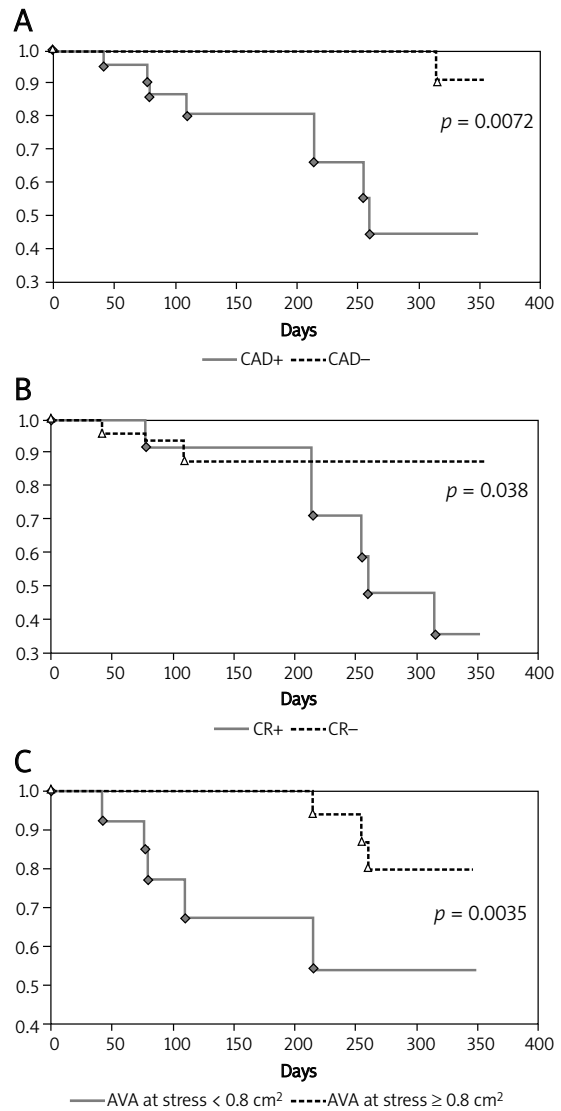 A
1.0
0.9
0.8
0.7
0.6
0.5
0.4
0.3
p = 0.0072
0 50 100 150 200 250 300 350 400
Days
CAD+ CAD–
B
1.0
0.9
0.8
0.7
0.6
0.5
0.4
0.3
p = 0.038
0 50 100 150 200 250 300 350 400
Days
CR+ CR–
C
1.0
0.9
0.8
0.7
0.6
0.5
0.4
p = 0.0035
0 50 100 150 200 250 300 350 400
Days
AVA at stress < 0.8 cm² AVA at stress ≥ 0.8 cm²